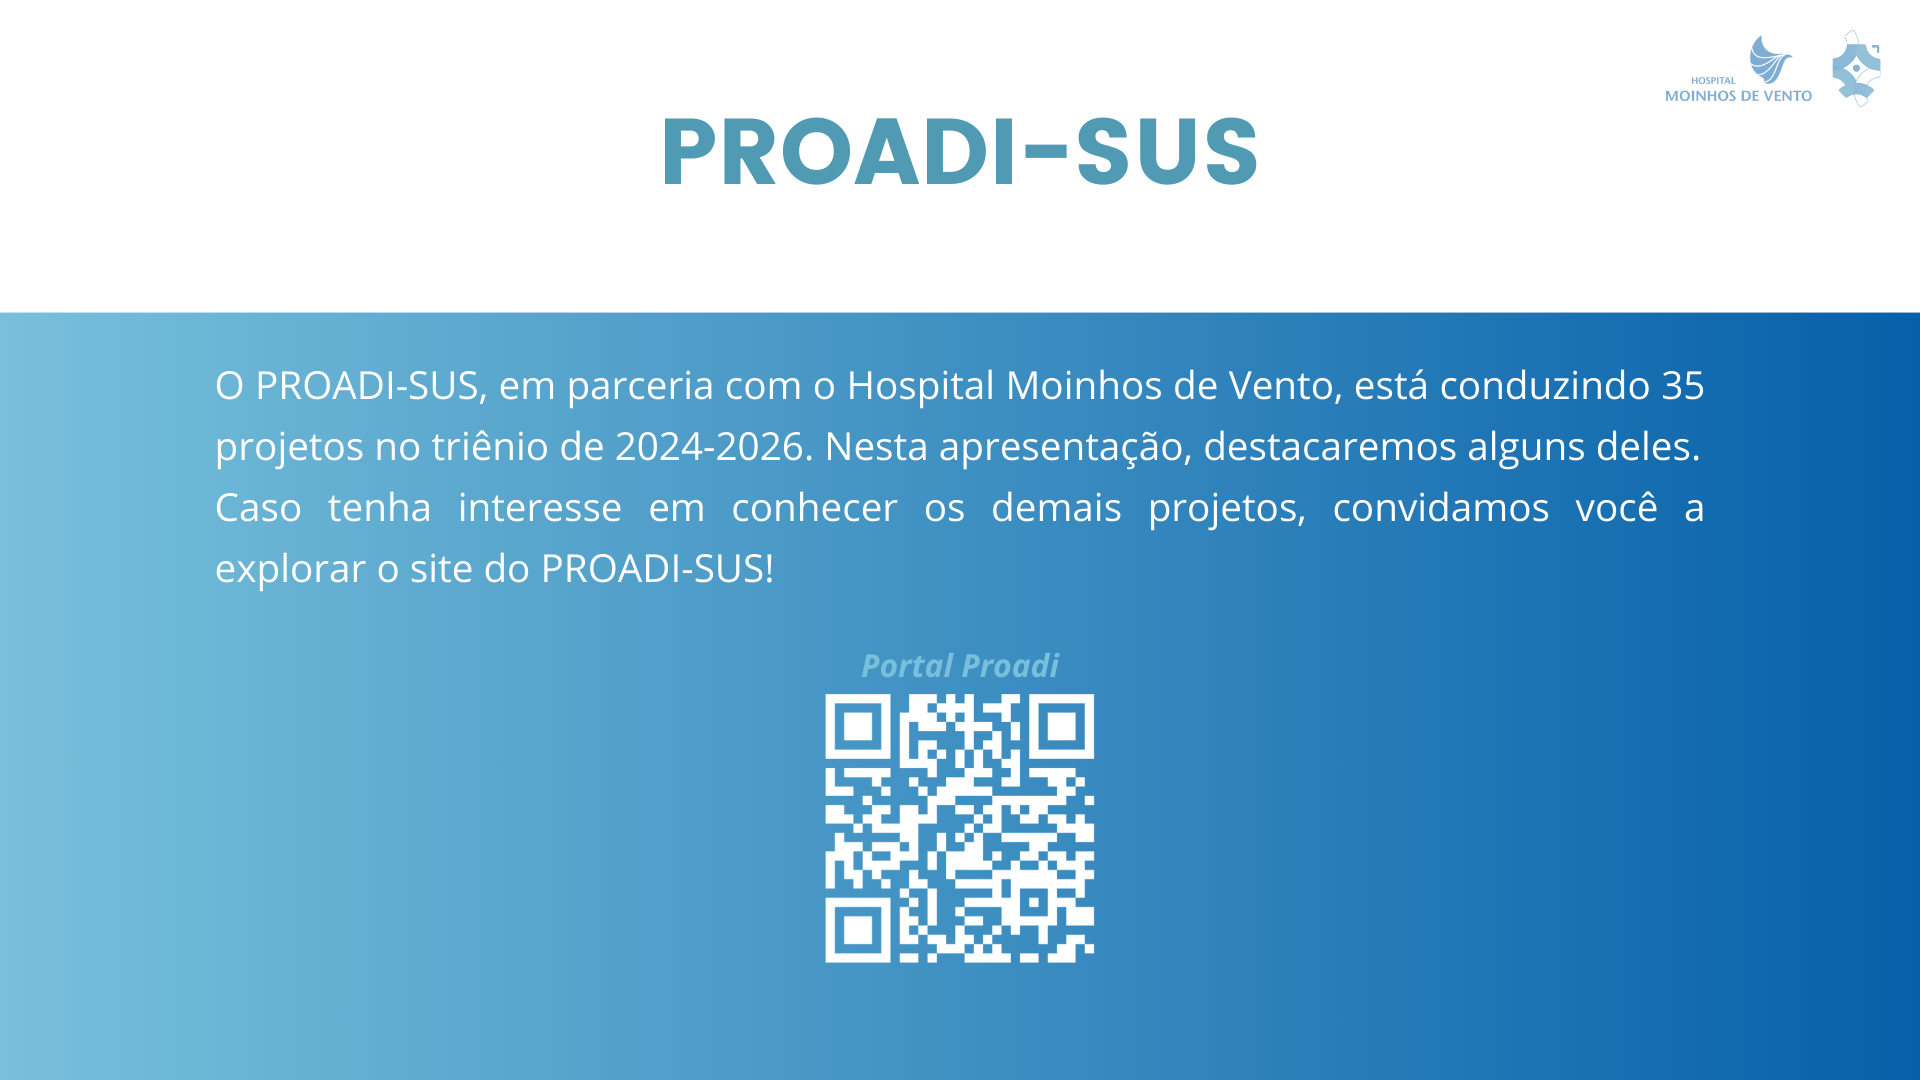 HOSPITAL
MOINHOS DE VENTO
PROADI-SUS
O PROADI-SUS, em parceria com o Hospital Moinhos de Vento, está conduzindo 35
projetos no triênio de 2024-2026. Nesta apresentação, destacaremos alguns deles.
Caso tenha interesse em conhecer os demais projetos, convidamos você a
explorar o site do PROADI-SUS!
Portal Proadi